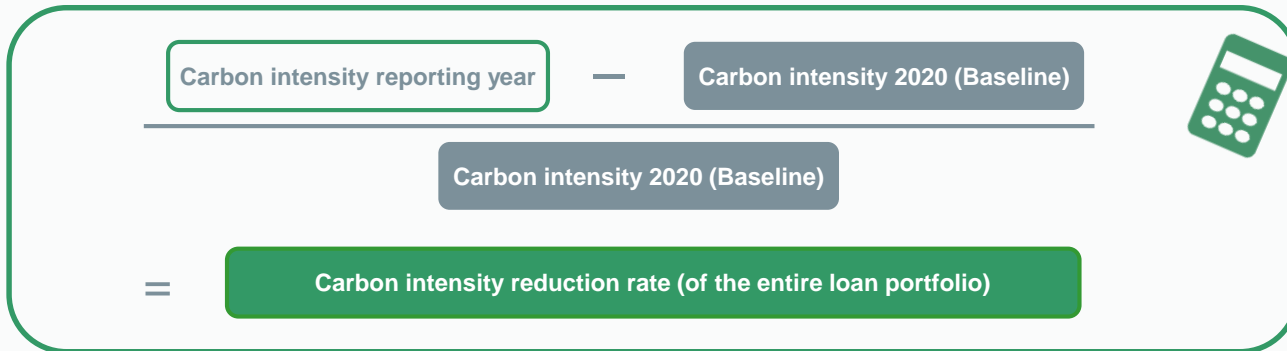 Carbon intensity reporting year — Carbon intensity 2020 (Baseline)
Carbon intensity 2020 (Baseline)
= Carbon intensity reduction rate (of the entire loan portfolio)